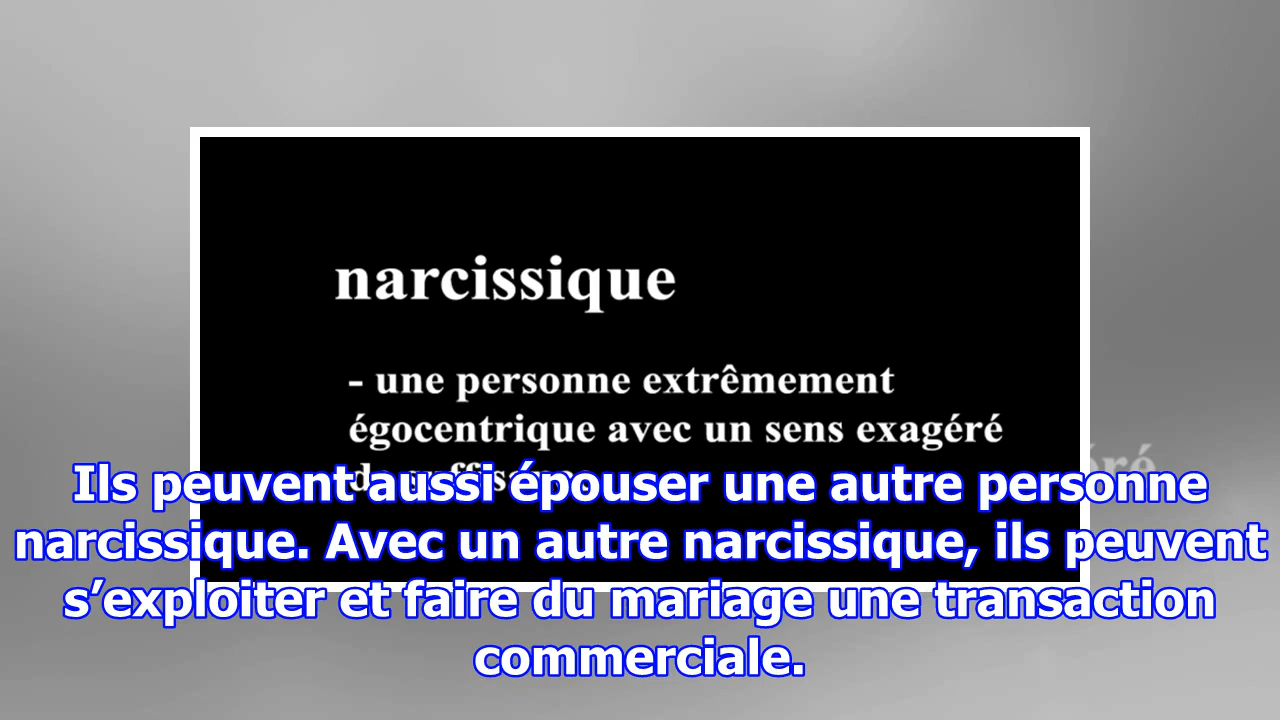 narcissique
- une personne extrêmement
égocentrique avec un sens exagéré
Ils peuvent aussi épouser une autre personne
narcissique. Avec un autre narcissique, ils peuvent
s’exploiter et faire du mariage une transaction
commerciale.